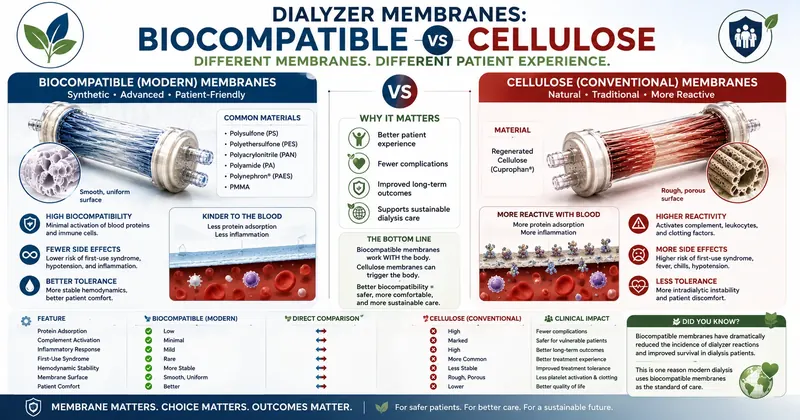 DIALYZER MEMBRANES:
BIOCOMPATIBLE VS CELLULOSE
DIFFERENT MEMBRANES. DIFFERENT PATIENT EXPERIENCE.
BIOCOMPATIBLE (MODERN) MEMBRANES
Synthetic • Advanced • Patient-Friendly
COMMON MATERIALS
• Polysulfone (PS)
• Polyethersulfone (PES)
• Polyacrylonitrile (PAN)
• Polyamide (PA)
• Polynephron® (PAES)
• PMMA
Smooth, uniform
surface
HIGH BIOCOMPATIBILITY
Minimal activation of blood proteins
and immune cells.
FEWER SIDE EFFECTS
Lower risk of first-use syndrome,
hypotension, and inflammation.
BETTER TOLERANCE
More stable hemodynamics,
better patient comfort.
KINDER TO THE BLOOD
Less protein adsorption
Less inflammation
VS
WHY IT MATTERS
Better patient
experience
Fewer complications
Improved long-term
outcomes
Supports sustainable
dialysis care
THE BOTTOM LINE
Biocompatible membranes
work WITH the body.
Cellulose membranes can
trigger the body.
Better biocompatibility =
safer, more comfortable,
and more sustainable care.
CELLULOSE (CONVENTIONAL) MEMBRANES
Natural • Traditional • More Reactive
MATERIAL
Regenerated
Cellulose
(Cuprophan®)
Rough, porous
surface
MORE REACTIVE WITH BLOOD
More protein adsorption
More inflammation
HIGHER REACTIVITY
Activates complement, leukocytes,
and clotting factors.
MORE SIDE EFFECTS
Higher risk of first-use syndrome,
fever, chills, hypotension.
LESS TOLERANCE
More intradialytic instability
and patient discomfort.
FEATURE BIOCOMPATIBLE (MODERN) DIRECT COMPARISON CELLULOSE (CONVENTIONAL) CLINICAL IMPACT
Protein Adsorption Low High Fewer complications
Complement Activation Minimal Marked Safer for vulnerable patients
Inflammatory Response Mild High Better long-term outcomes
First-Use Syndrome Rare More Common Better treatment experience
Hemodynamic Stability More Stable Less Stable Improved treatment tolerance
Membrane Surface Smooth, Uniform Rough, Porous Less platelet activation & clotting
Patient Comfort Better Lower Better quality of life
DID YOU KNOW?
Biocompatible membranes have dramatically
reduced the incidence of dialyzer reactions
and improved survival in dialysis patients.
This is one reason modern dialysis
uses biocompatible membranes
as the standard of care.
MEMBRANE MATTERS. CHOICE MATTERS. OUTCOMES MATTER.
For safer patients. For better care. For a sustainable future.